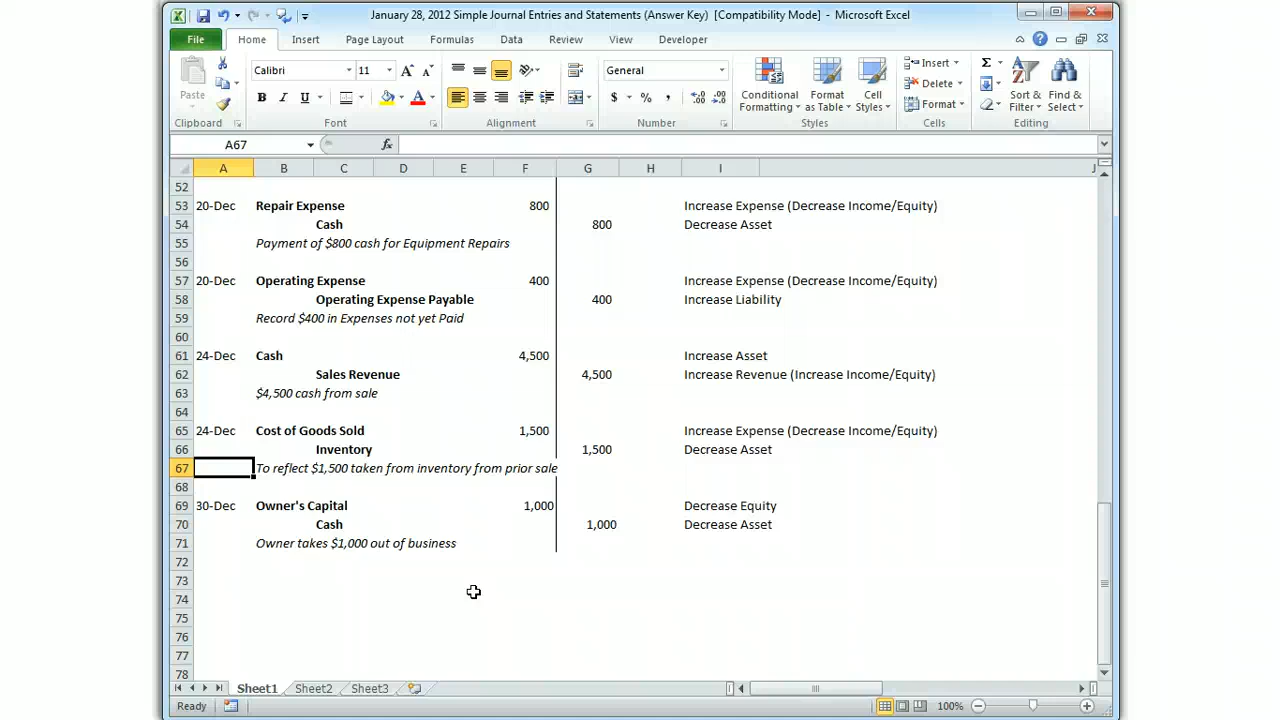 January 28, 2012 Simple Journal Entries and Statements (Answer Key) [Compatibility Mode] - Microsoft Excel
File Home Insert Page Layout Formulas Data Review View Developer
Calibri 11 General Insert Σ
Paste Delete
B I U $ % , Conditional Format Cell Format Sort & Find &
Formatting as Table Styles Filter Select
Clipboard Font Alignment Number Styles Cells Editing
A67 fx
A B C D E F G H I J
52
53 20-Dec Repair Expense 800 Increase Expense (Decrease Income/Equity)
54 Cash 800 Decrease Asset
55 Payment of $800 cash for Equipment Repairs
56
57 20-Dec Operating Expense 400 Increase Expense (Decrease Income/Equity)
58 Operating Expense Payable 400 Increase Liability
59 Record $400 in Expenses not yet Paid
60
61 24-Dec Cash 4,500 Increase Asset
62 Sales Revenue 4,500 Increase Revenue (Increase Income/Equity)
63 $4,500 cash from sale
64
65 24-Dec Cost of Goods Sold 1,500 Increase Expense (Decrease Income/Equity)
66 Inventory 1,500 Decrease Asset
67 To reflect $1,500 taken from inventory from prior sale
68
69 30-Dec Owner's Capital 1,000 Decrease Equity
70 Cash 1,000 Decrease Asset
71 Owner takes $1,000 out of business
72
73
74
75
76
77
78
Sheet1 Sheet2 Sheet3
Ready 100%